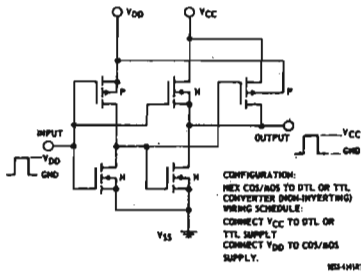 VDD
VCC
P
N
P
INPUT
OUTPUT
VDD
GND
VCC
GND
N
N
VSS
CONFIGURATION:
HEX COS/MOS TO DTL OR TTL
CONVERTER (NON-INVERTING)
WIRING SCHEDULE:
CONNECT VCC TO DTL OR
TTL SUPPLY
CONNECT VDD TO COS/MOS
SUPPLY.